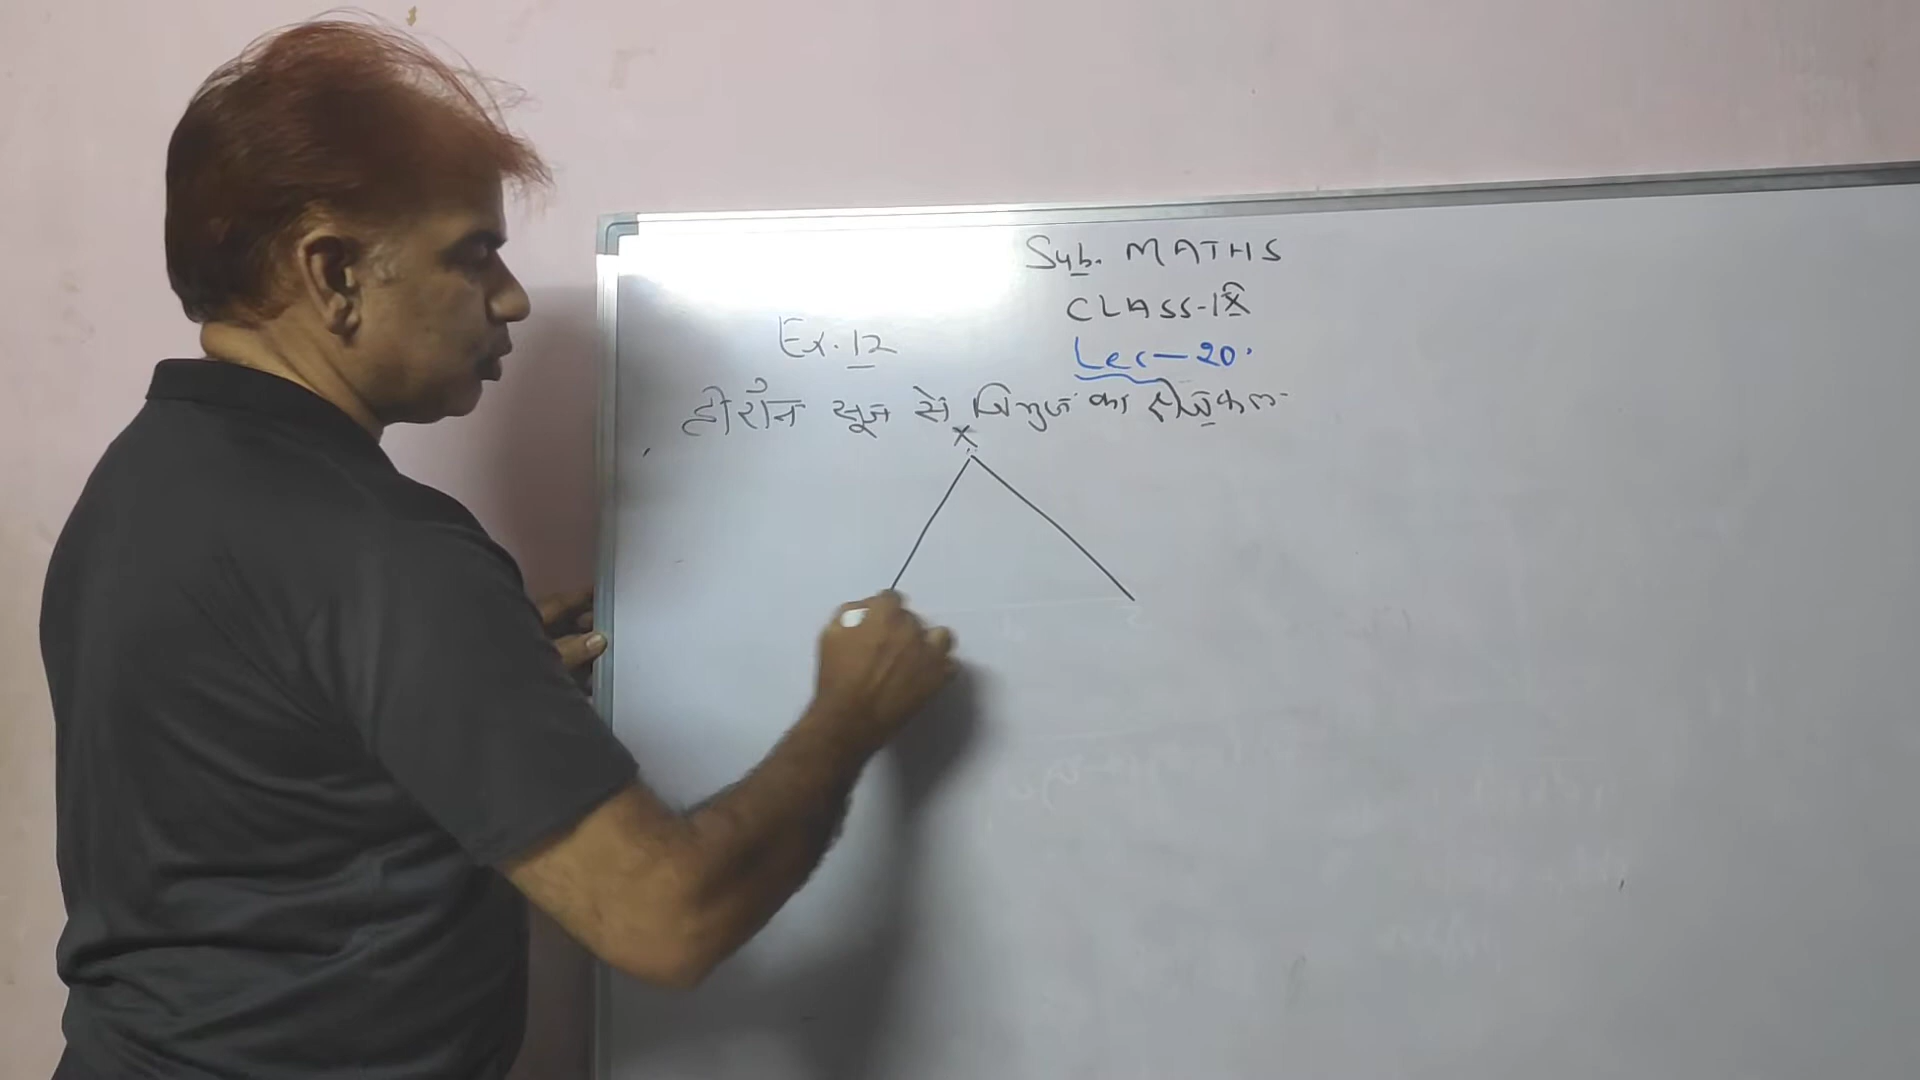 Sub. MATHS
CLASS-IX
Lec-20.
Ex. 12
हीरोन सूत्र से त्रिभुज का क्षेत्रफल-
X